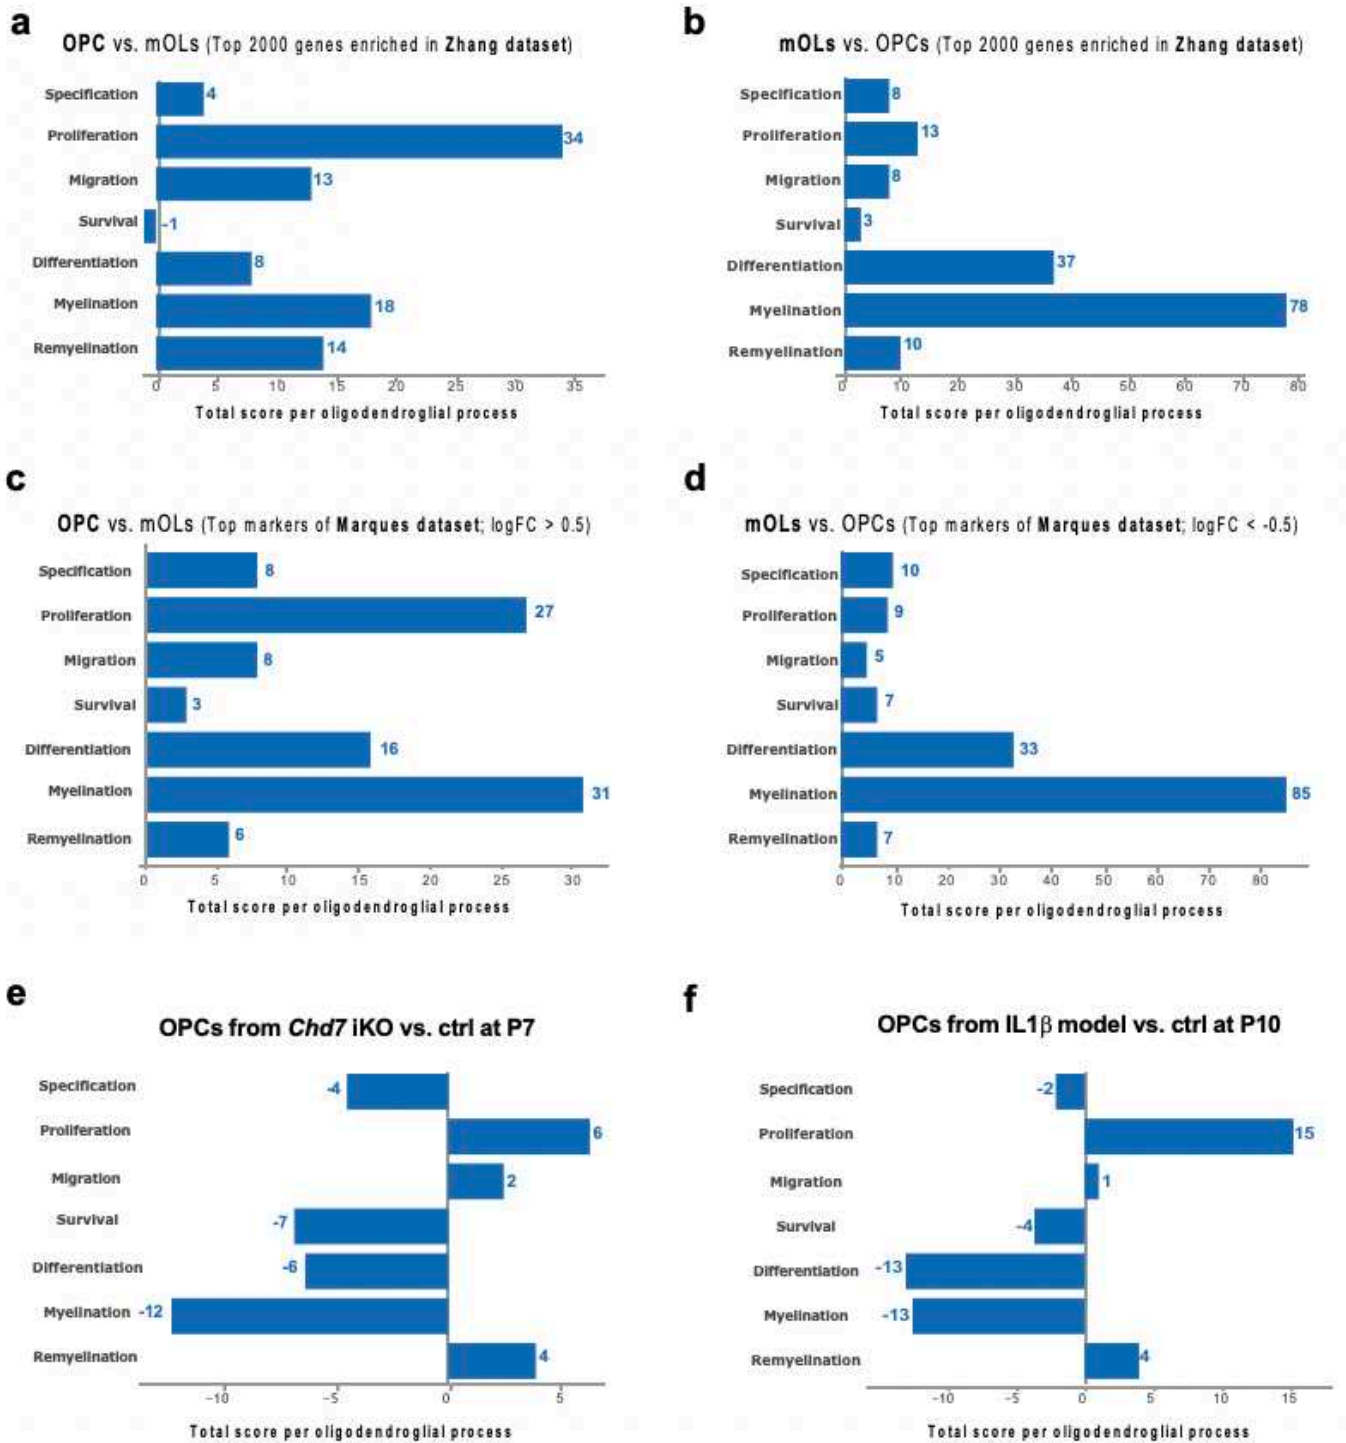 a
OPC vs. mOLs (Top 2000 genes enriched in Zhang dataset)
Specification 4
Proliferation 34
Migration 13
Survival -1
Differentiation 8
Myelination 18
Remyelination 14
0 5 10 15 20 25 30 35
Total score per oligodendroglial process
b
mOLs vs. OPCs (Top 2000 genes enriched in Zhang dataset)
Specification 8
Proliferation 13
Migration 8
Survival 3
Differentiation 37
Myelination 78
Remyelination 10
0 10 20 30 40 50 60 70 80
Total score per oligodendroglial process
c
OPC vs. mOLs (Top markers of Marques dataset; logFC > 0.5)
Specification 8
Proliferation 27
Migration 8
Survival 3
Differentiation 16
Myelination 31
Remyelination 6
0 5 10 15 20 25 30
Total score per oligodendroglial process
d
mOLs vs. OPCs (Top markers of Marques dataset; logFC < -0.5)
Specification 10
Proliferation 9
Migration 5
Survival 7
Differentiation 33
Myelination 85
Remyelination 7
0 10 20 30 40 50 60 70 80
Total score per oligodendroglial process
e
OPCs from Chd7 iKO vs. ctrl at P7
Specification -4
Proliferation 6
Migration 2
Survival -7
Differentiation -6
Myelination -12
Remyelination 4
−10 −5 0 5
Total score per oligodendroglial process
f
OPCs from IL1β model vs. ctrl at P10
Specification -2
Proliferation 15
Migration 1
Survival -4
Differentiation -13
Myelination -13
Remyelination 4
−10 −5 0 5 10 15
Total score per oligodendroglial process